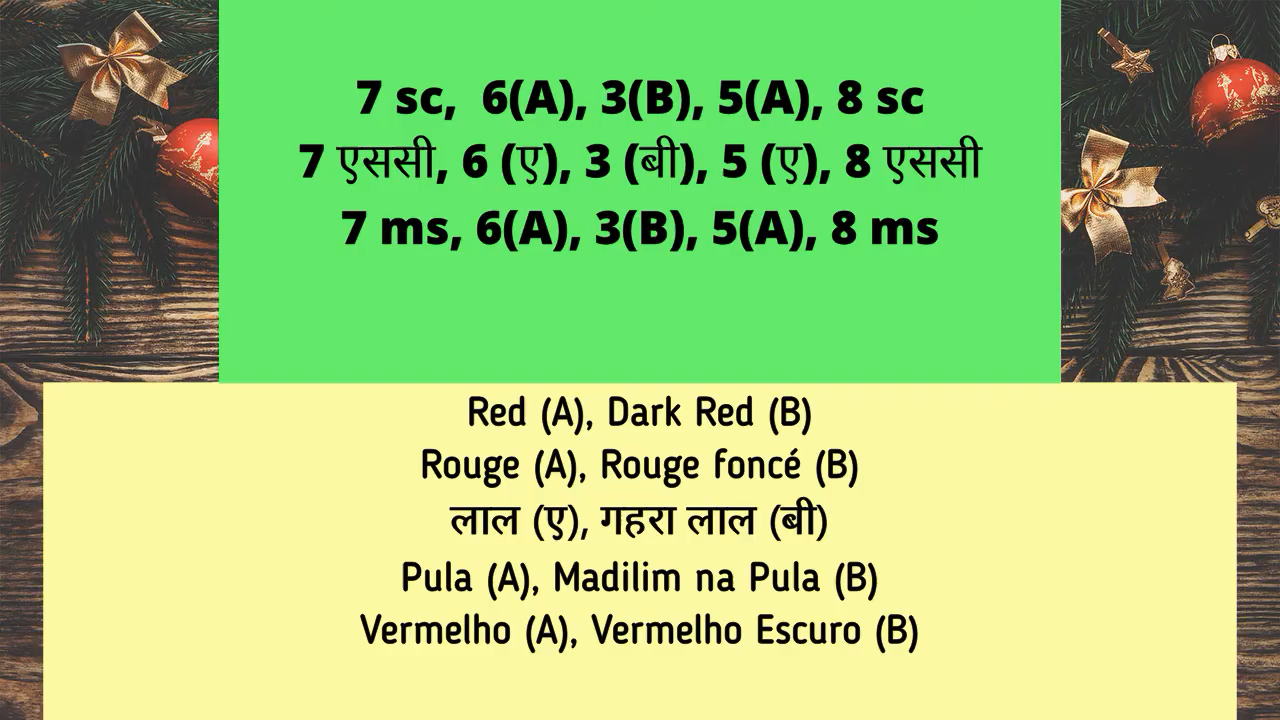 7 sc,  6(A), 3(B), 5(A), 8 sc
7 एससी, 6 (ए), 3 (बी), 5 (ए), 8 एससी
7 ms, 6(A), 3(B), 5(A), 8 ms
Red (A), Dark Red (B)
Rouge (A), Rouge foncé (B)
लाल (ए), गहरा लाल (बी)
Pula (A), Madilim na Pula (B)
Vermelho (A), Vermelho Escuro (B)